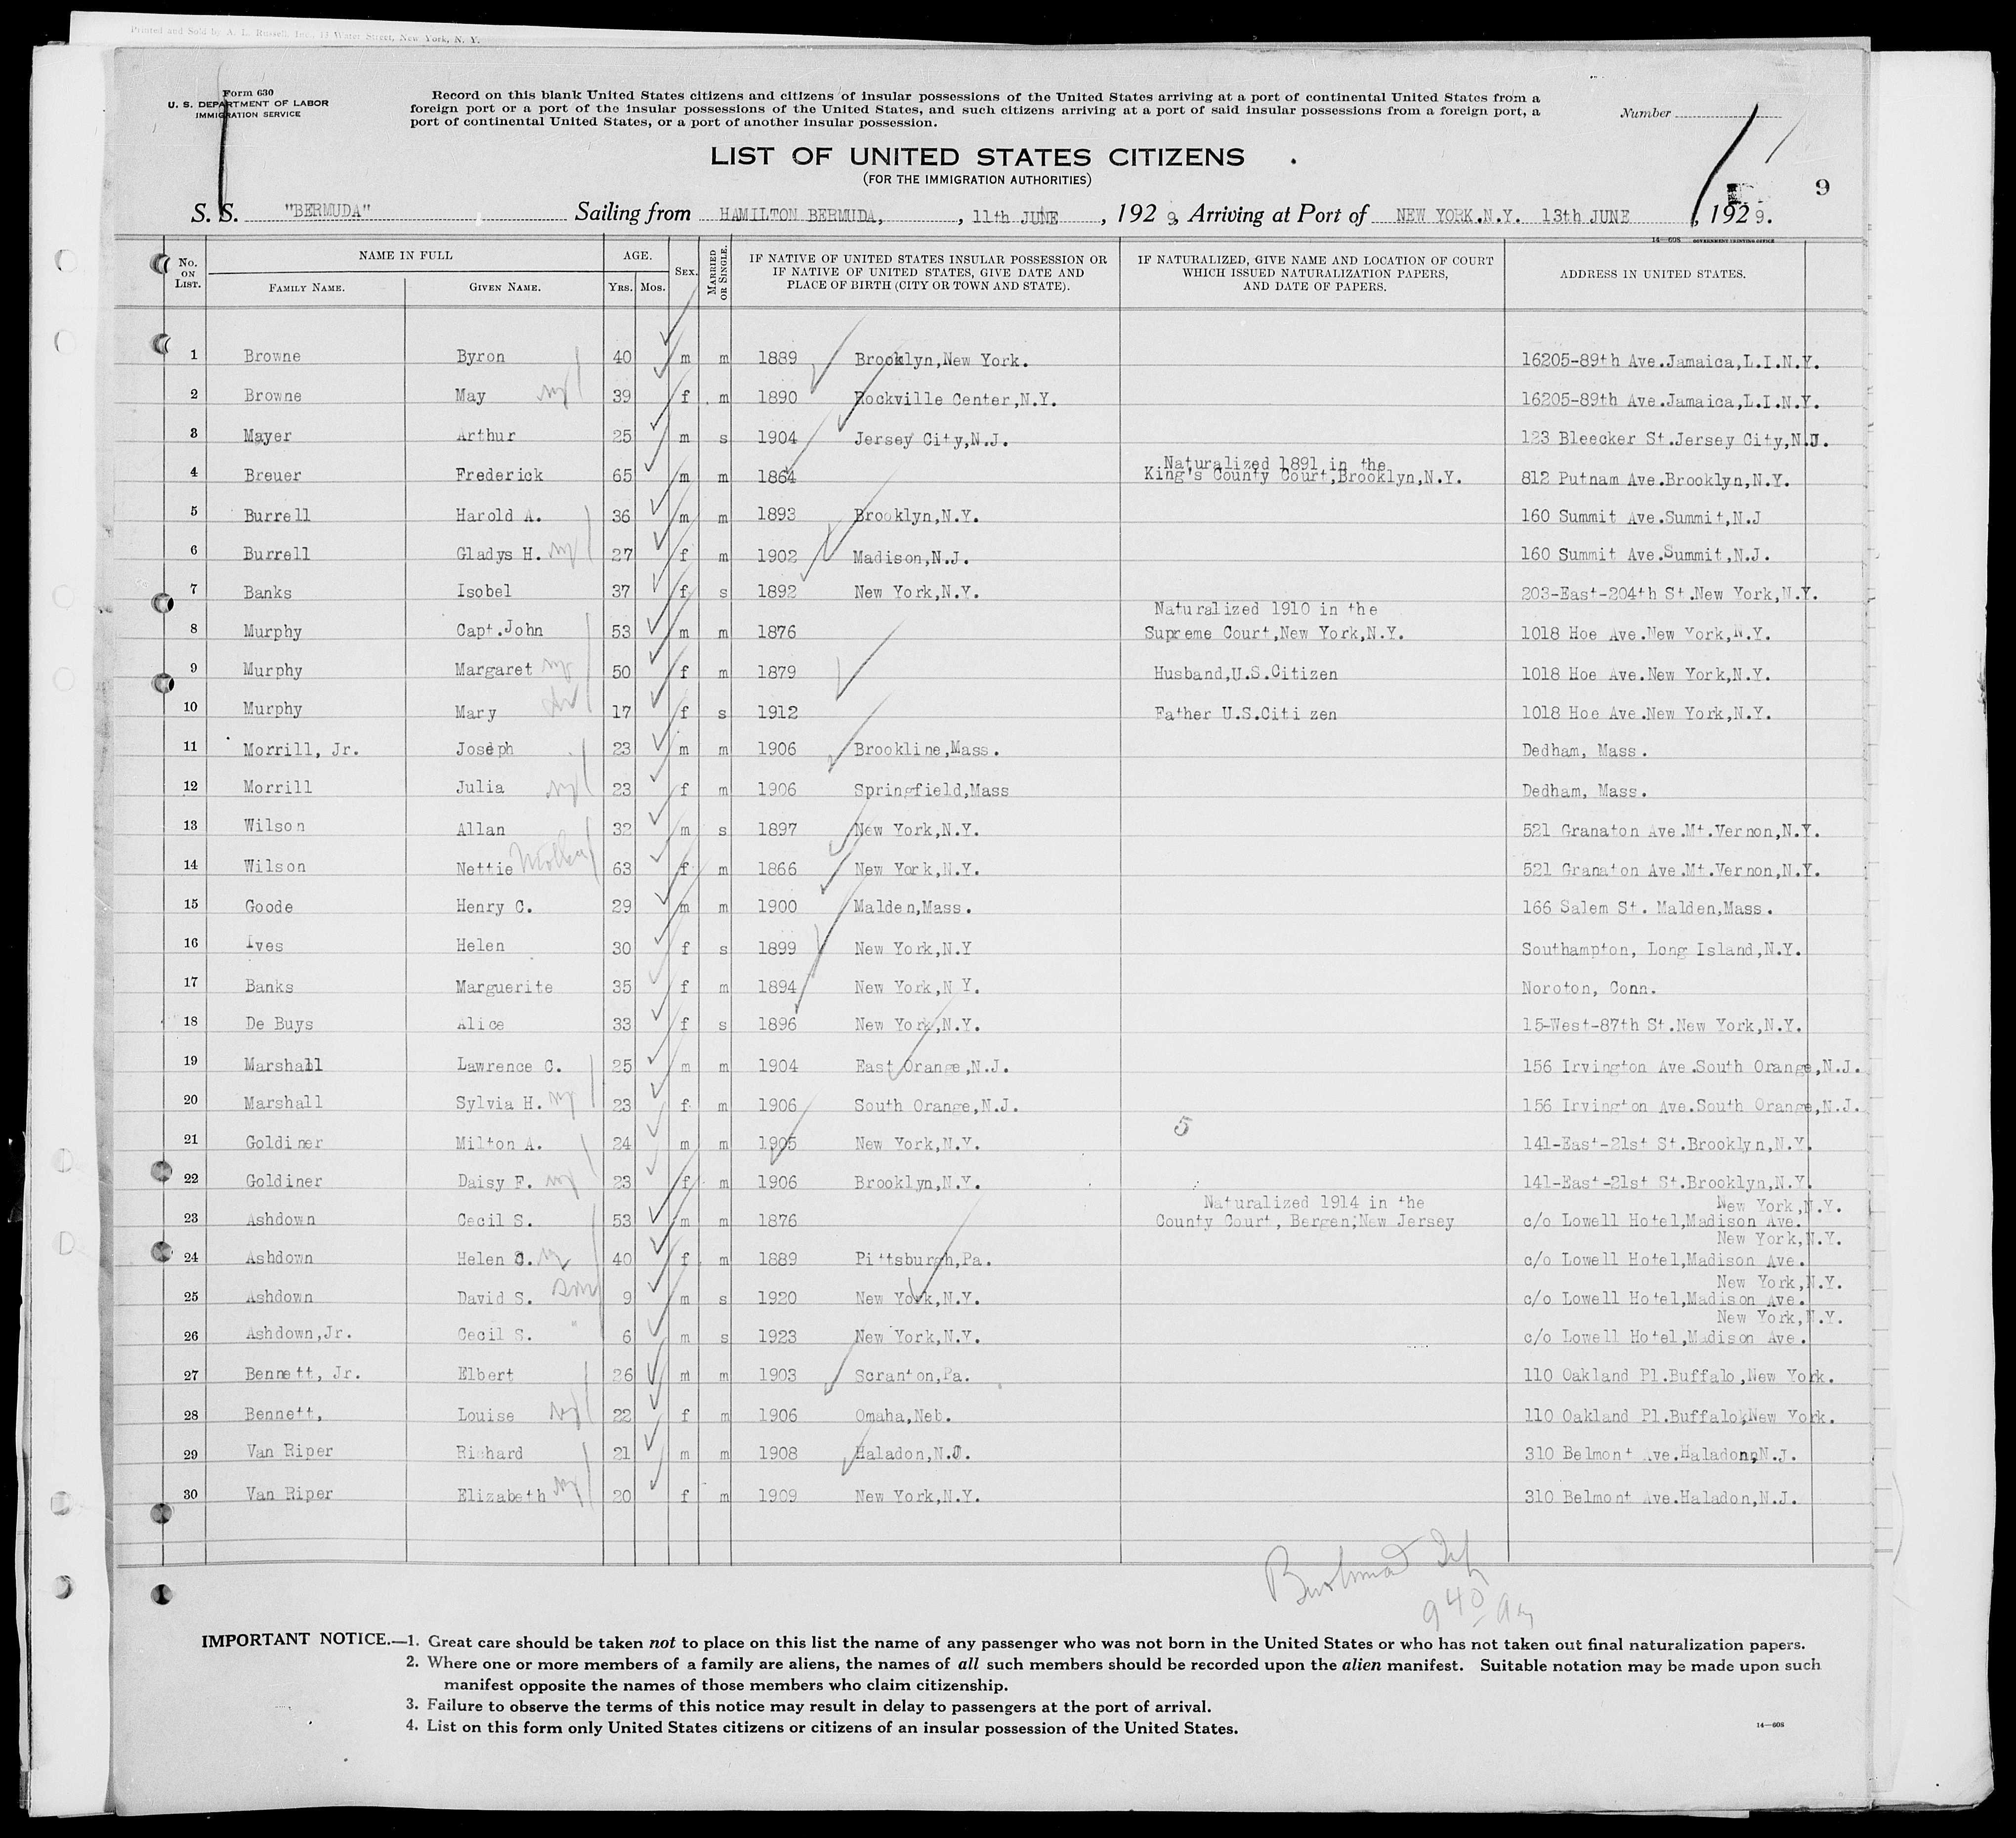 Printed and Sold by A. L. Russell, Inc., 13 Water Street, New York, N. Y.
Form 630
U. S. DEPARTMENT OF LABOR
IMMIGRATION SERVICE
Record on this blank United States citizens and citizens of insular possessions of the United States arriving at a port of continental United States from a
foreign port or a port of the insular possessions of the United States, and such citizens arriving at a port of said insular possessions from a foreign port, a
port of continental United States, or a port of another insular possession.
Number
LIST OF UNITED STATES CITIZENS
(FOR THE IMMIGRATION AUTHORITIES)
9
S. S. "BERMUDA" Sailing from HAMILTON BERMUDA, , 11th JUNE , 1929, Arriving at Port of NEW YORK.N.Y. 13th JUNE , 1929.
14—608 GOVERNMENT PRINTING OFFICE
No. ON LIST. NAME IN FULL FAMILY NAME. GIVEN NAME. AGE. YRS. MOS. SEX. MARRIED OR SINGLE. IF NATIVE OF UNITED STATES INSULAR POSSESSION OR IF NATIVE OF UNITED STATES, GIVE DATE AND PLACE OF BIRTH (CITY OR TOWN AND STATE). IF NATURALIZED, GIVE NAME AND LOCATION OF COURT WHICH ISSUED NATURALIZATION PAPERS, AND DATE OF PAPERS. ADDRESS IN UNITED STATES.
1 Browne Byron 40 m m 1889 Brooklyn,New York. 16205-89th Ave.Jamaica,L.I.N.Y.
2 Browne May 39 f m 1890 Rockville Center,N.Y. 16205-89th Ave.Jamaica,L.I.N.Y.
3 Mayer Arthur 25 m s 1904 Jersey City,N.J. 123 Bleecker St.Jersey City,N.J.
4 Breuer Frederick 65 m m 1864 Naturalized 1891 in the King's County Court,Brooklyn,N.Y. 812 Putnam Ave.Brooklyn,N.Y.
5 Burrell Harold A. 36 m m 1893 Brooklyn,N.Y. 160 Summit Ave.Summit,N.J
6 Burrell Gladys H. 27 f m 1902 Madison,N.J. 160 Summit Ave.Summit,N.J.
7 Banks Isobel 37 f s 1892 New York,N.Y. 203-East-204th St.New York,N.Y.
8 Murphy Capt.John 53 m m 1876 Naturalized 1910 in the Supreme Court,New York,N.Y. 1018 Hoe Ave.New York,N.Y.
9 Murphy Margaret 50 f m 1879 Husband,U.S.Citizen 1018 Hoe Ave.New York,N.Y.
10 Murphy Mary 17 f s 1912 Father U.S.Citizen 1018 Hoe Ave.New York,N.Y.
11 Morrill, Jr. Joseph 23 m m 1906 Brookline,Mass. Dedham, Mass.
12 Morrill Julia 23 f m 1906 Springfield,Mass Dedham, Mass.
13 Wilson Allan 32 m s 1897 New York,N.Y. 521 Granaton Ave.Mt.Vernon,N.Y.
14 Wilson Nettie Mother 63 f m 1866 New York,N.Y. 521 Granaton Ave.Mt.Vernon,N.Y.
15 Goode Henry C. 29 m m 1900 Malden,Mass. 166 Salem St. Malden,Mass.
16 Ives Helen 30 f s 1899 New York,N.Y Southampton, Long Island,N.Y.
17 Banks Marguerite 35 f m 1894 New York,N Y. Noroton, Conn.
18 De Buys Alice 33 f s 1896 New York,N.Y. 15-West-87th St.New York,N.Y.
19 Marshall Lawrence C. 25 m m 1904 East Orange,N.J. 156 Irvington Ave.South Orange,N.J.
20 Marshall Sylvia H. 23 f m 1906 South Orange,N.J. 156 Irvington Ave.South Orange,N.J.
5
21 Goldiner Milton A. 24 m m 1905 New York,N.Y. 141-East-21st St.Brooklyn,N.Y.
22 Goldiner Daisy F. 23 f m 1906 Brooklyn,N.Y. 141-East-21st St.Brooklyn,N.Y.
23 Ashdown Cecil S. 53 m m 1876 Naturalized 1914 in the County Court, Bergen,New Jersey New York,N.Y. c/o Lowell Hotel,Madison Ave.
24 Ashdown Helen 40 f m 1889 Pittsburgh,Pa. New York,N.Y. c/o Lowell Hotel,Madison Ave.
25 Ashdown David S. Son 9 m s 1920 New York,N.Y. New York,N.Y. c/o Lowell Hotel,Madison Ave.
26 Ashdown,Jr. Cecil S. " 6 m s 1923 New York,N.Y. New York,N.Y. c/o Lowell Hotel,Madison Ave.
27 Bennett, Jr. Elbert 26 m m 1903 Scranton,Pa. 110 Oakland Pl.Buffalo,New York.
28 Bennett, Louise 22 f m 1906 Omaha,Neb. 110 Oakland Pl.Buffalo,New York.
29 Van Riper Richard 21 m m 1908 Haladon,N.J. 310 Belmont Ave.Haladon,N.J.
30 Van Riper Elizabeth 20 f m 1909 New York,N.Y. 310 Belmont Ave.Haladon,N.J.
940
IMPORTANT NOTICE.—1. Great care should be taken not to place on this list the name of any passenger who was not born in the United States or who has not taken out final naturalization papers.
2. Where one or more members of a family are aliens, the names of all such members should be recorded upon the alien manifest. Suitable notation may be made upon such
manifest opposite the names of those members who claim citizenship.
3. Failure to observe the terms of this notice may result in delay to passengers at the port of arrival.
4. List on this form only United States citizens or citizens of an insular possession of the United States.
14—608